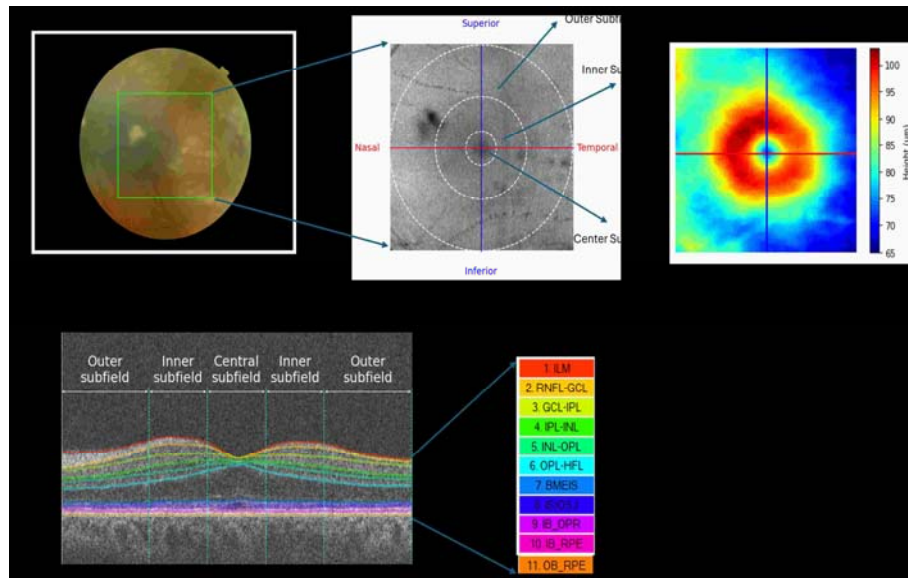 Superior
Outer Subf
Inner Su
Nasal
Temporal
Center Su
Inferior
100
95
90
85
80
75
70
65
Height (µm)
Outer subfield
Inner subfield
Central subfield
Inner subfield
Outer subfield
1. ILM
2. RNFL-GCL
3. GCL-IPL
4. IPL-INL
5. INL-OPL
6. OPL-HFL
7. BMEIS
9. IB_OPR
10. IB_RPE
11. OB_RPE